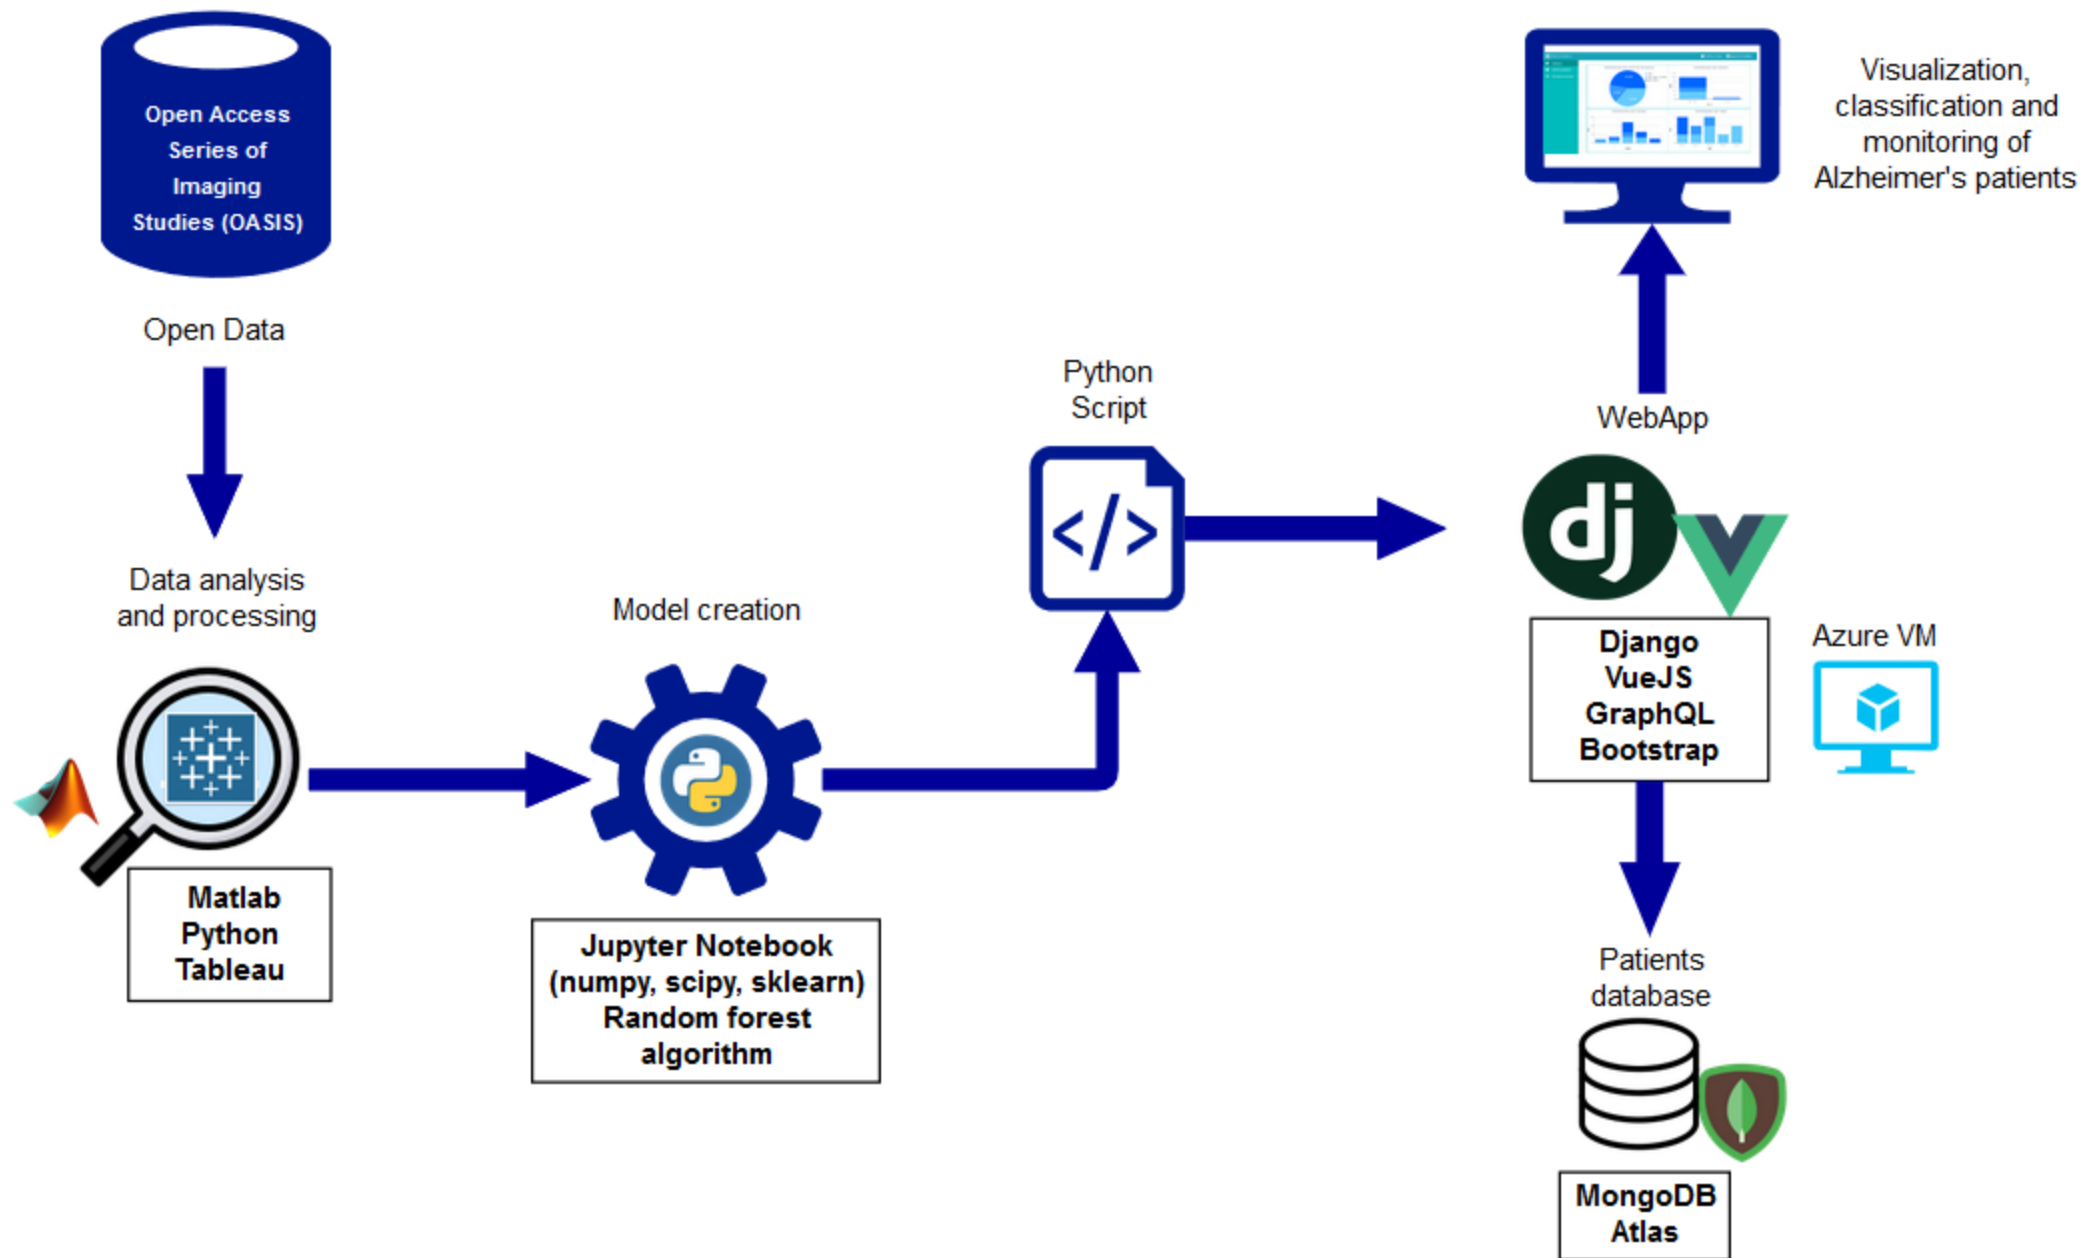 Open Access
Series of
Imaging
Studies (OASIS)
Open Data
Data analysis
and processing
Matlab
Python
Tableau
Model creation
Jupyter Notebook
(numpy, scipy, sklearn)
Random forest
algorithm
Python
Script
</>
Visualization,
classification and
monitoring of
Alzheimer's patients
WebApp
dj
Django
VueJS
GraphQL
Bootstrap
Azure VM
Patients
database
MongoDB
Atlas